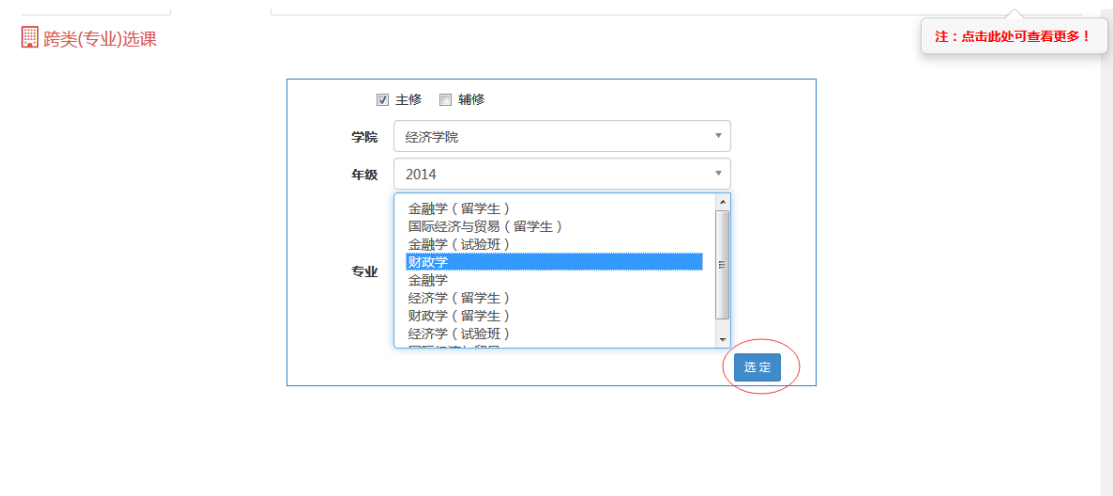 跨类(专业)选课
注：点击此处可查看更多！
主修 辅修
学院 经济学院
年级 2014
金融学（留学生）
国际经济与贸易（留学生）
金融学（试验班）
财政学
专业
金融学
经济学（留学生）
财政学（留学生）
经济学（试验班）
选定